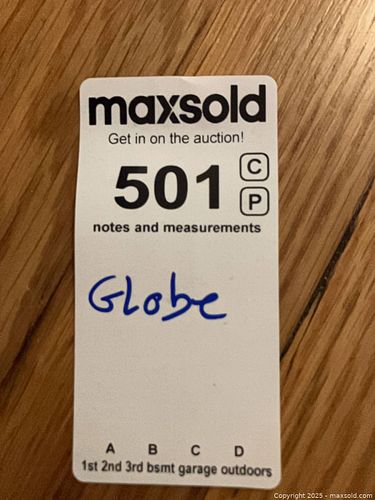 maxsold
Get in on the auction!
501 C
P
notes and measurements
Globe
A B C D
1st 2nd 3rd bsmt garage outdoors
Copyright 2025 - maxsold.com